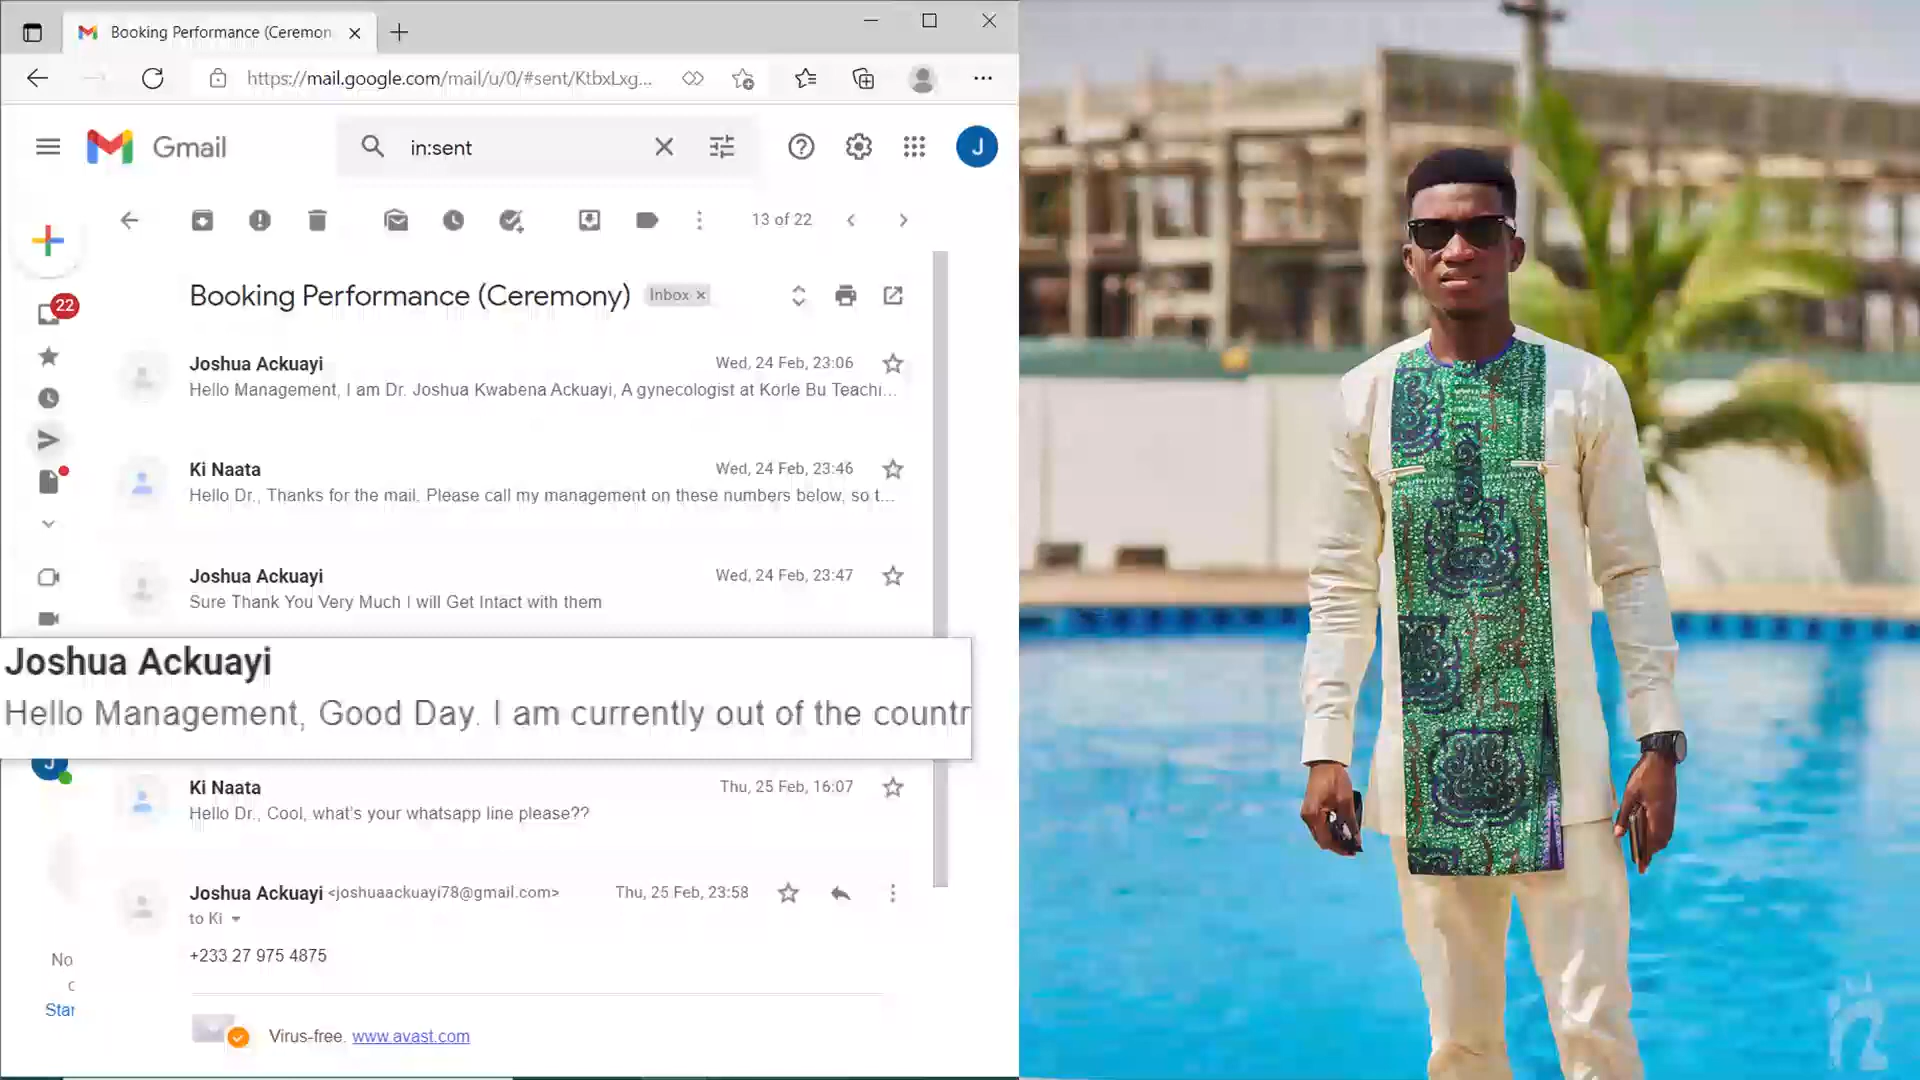 Booking Performance (Ceremon
https://mail.google.com/mail/u/0/#sent/KtbxLxg...
Gmail
in:sent
J
13 of 22
22
Booking Performance (Ceremony)
Inbox ×
Joshua Ackuayi
Wed, 24 Feb, 23:06
Hello Management, I am Dr. Joshua Kwabena Ackuayi, A gynecologist at Korle Bu Teachi...
Ki Naata
Wed, 24 Feb, 23:46
Hello Dr., Thanks for the mail. Please call my management on these numbers below, so t...
Joshua Ackuayi
Wed, 24 Feb, 23:47
Sure Thank You Very Much I will Get Intact with them
Joshua Ackuayi
Hello Management, Good Day. I am currently out of the countr
J
Ki Naata
Thu, 25 Feb, 16:07
Hello Dr., Cool, what's your whatsapp line please??
Joshua Ackuayi <joshuaackuayi78@gmail.com>
Thu, 25 Feb, 23:58
to Ki
+233 27 975 4875
No
c
Star
Virus-free. www.avast.com